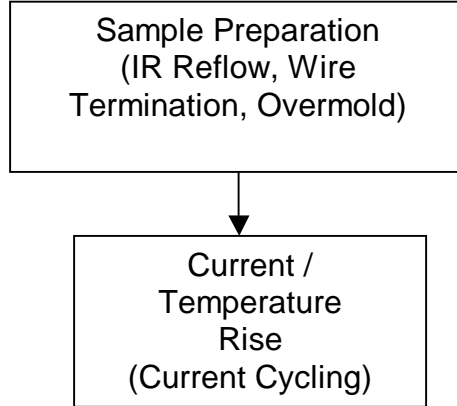 Sample Preparation
(IR Reflow, Wire
Termination, Overmold)
Current /
Temperature
Rise
(Current Cycling)